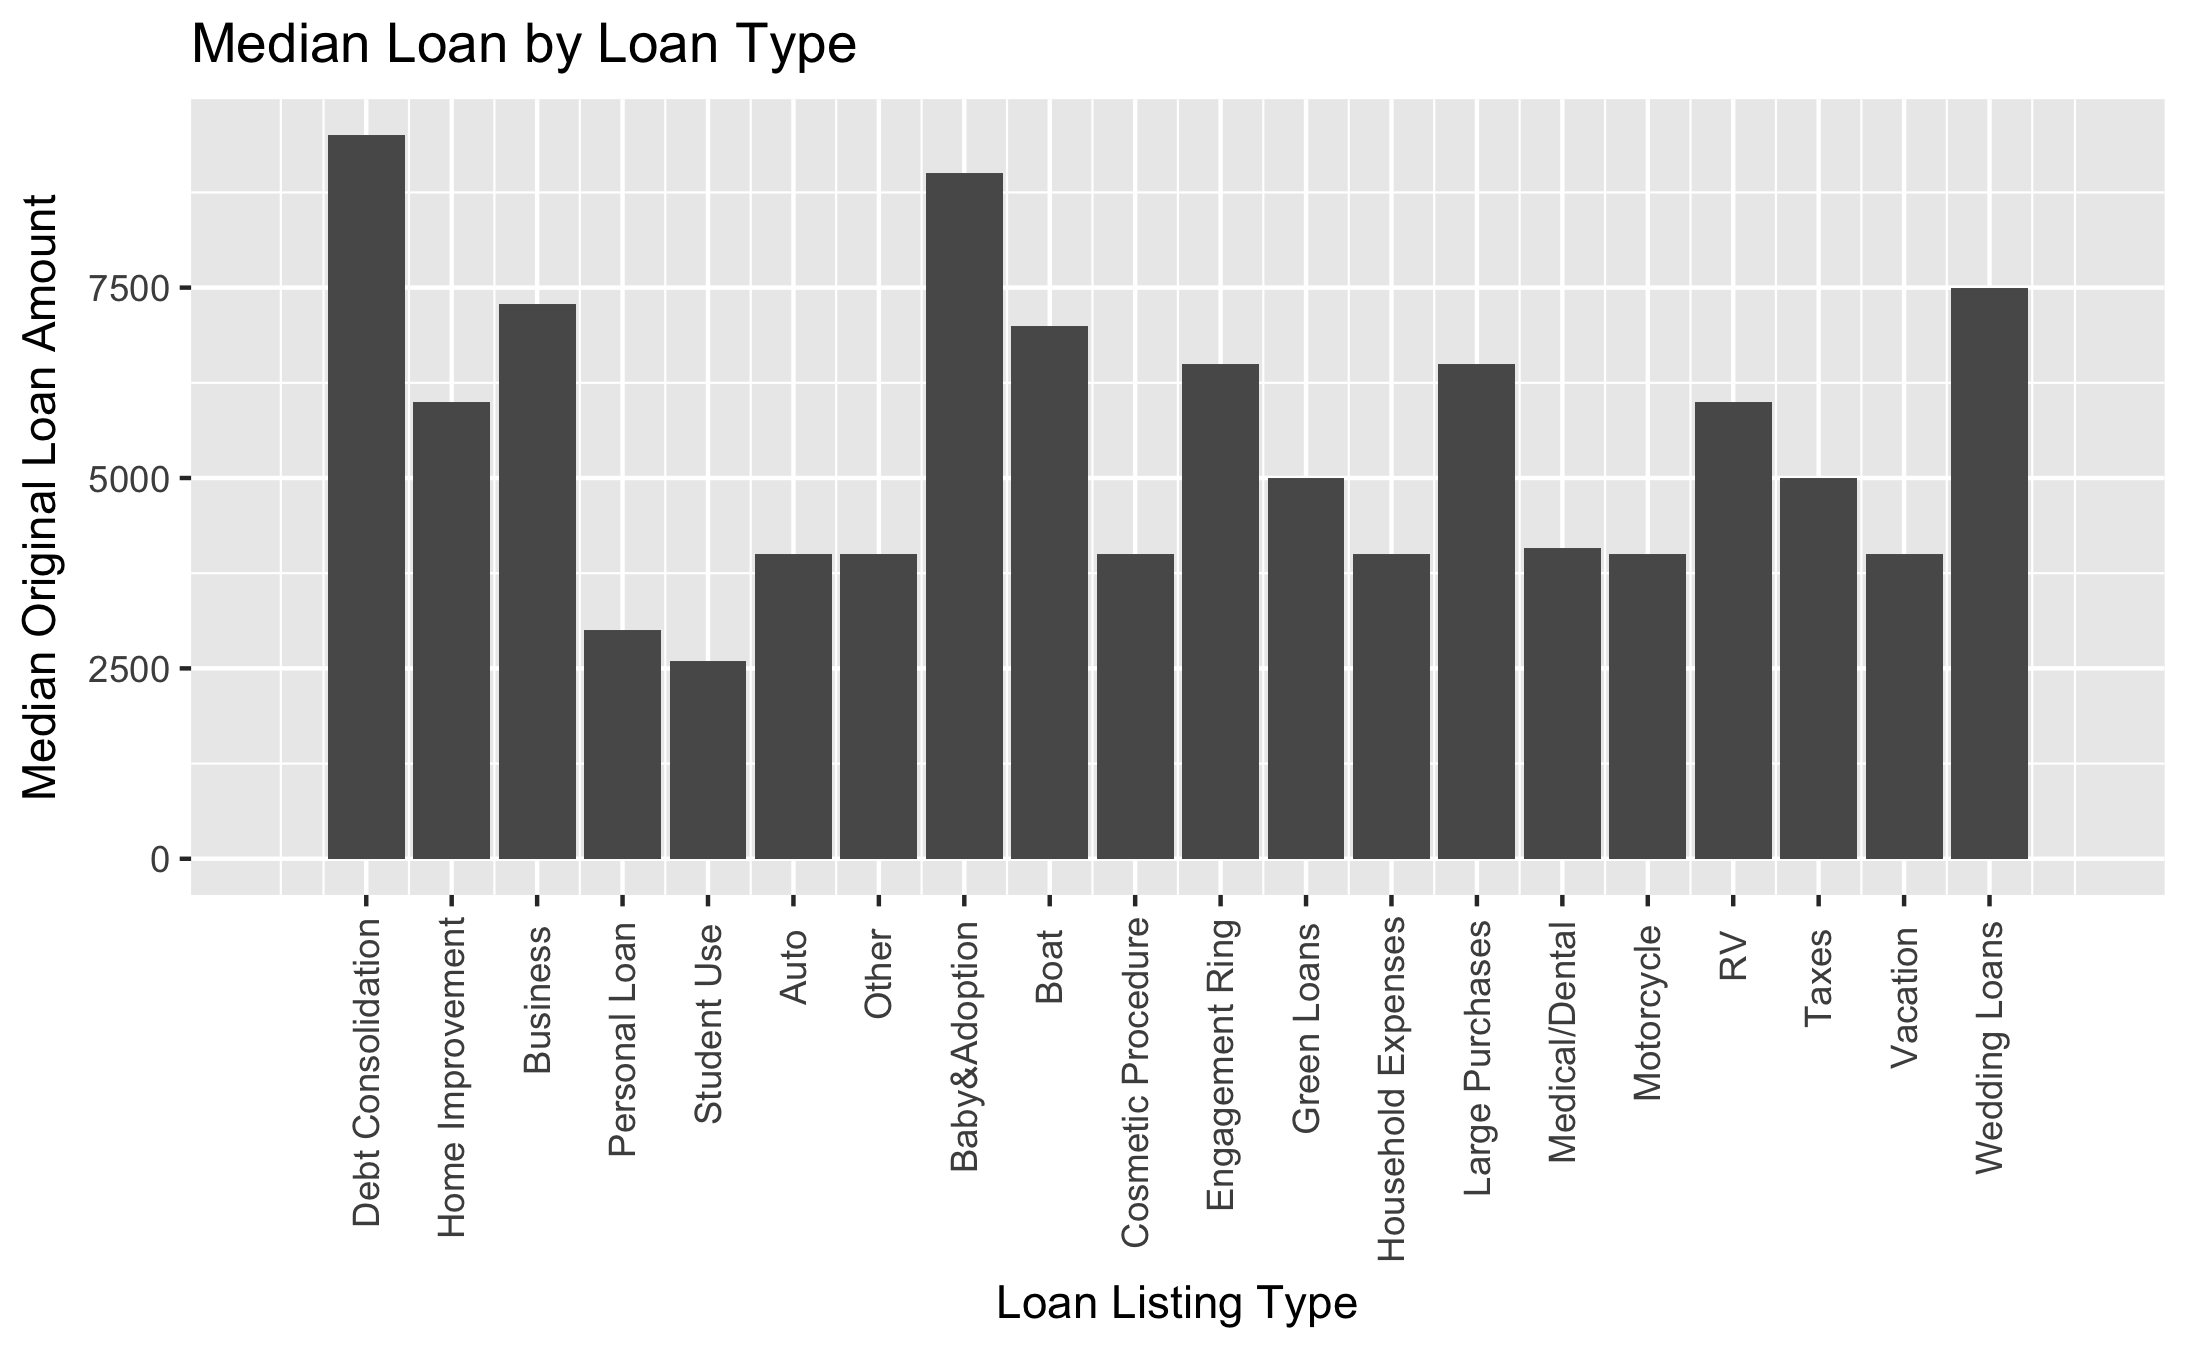 Median Loan by Loan Type
Median Original Loan Amount
7500
5000
2500
0
Debt Consolidation
Home Improvement
Business
Personal Loan
Student Use
Auto
Other
Baby&Adoption
Boat
Cosmetic Procedure
Engagement Ring
Green Loans
Household Expenses
Large Purchases
Medical/Dental
Motorcycle
RV
Taxes
Vacation
Wedding Loans
Loan Listing Type